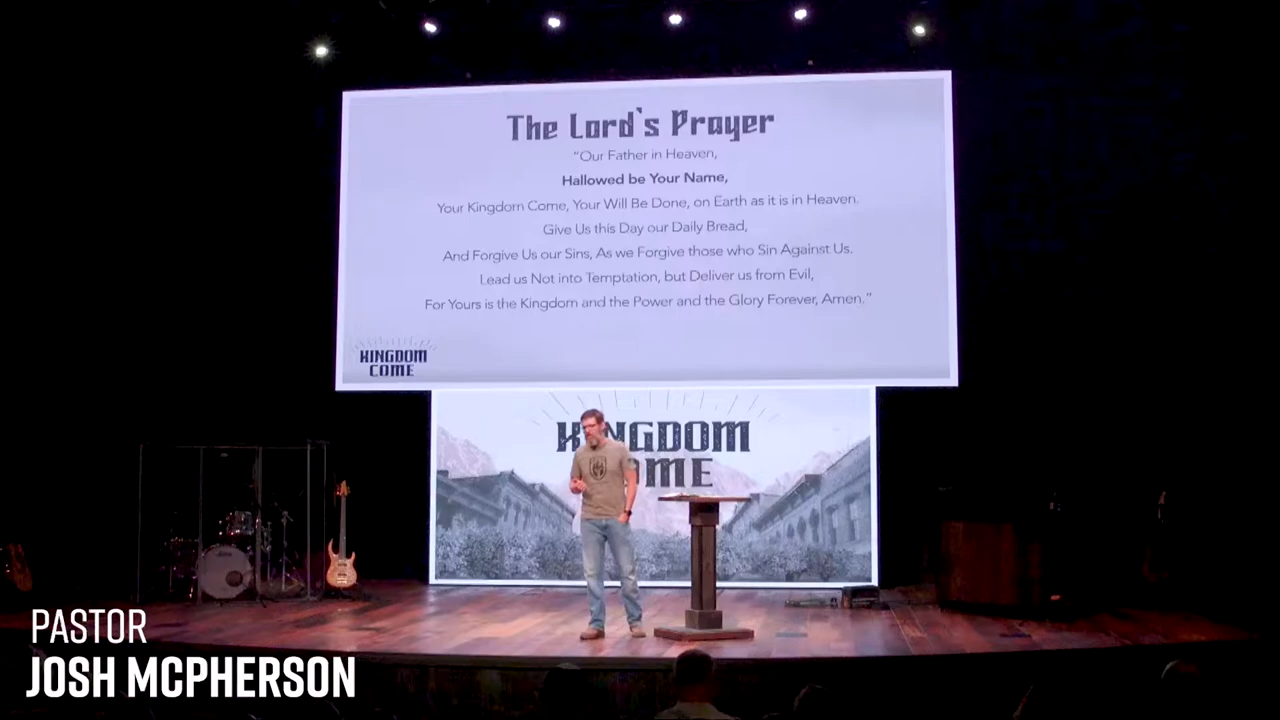 The Lord's Prayer
"Our Father in Heaven,
Hallowed be Your Name,
Your Kingdom Come, Your Will Be Done, on Earth as it is in Heaven.
Give Us this Day our Daily Bread,
And Forgive Us our Sins, As we Forgive those who Sin Against Us.
Lead us Not into Temptation, but Deliver us from Evil,
For Yours is the Kingdom and the Power and the Glory Forever, Amen."
KINGDOM
COME
KINGDOM
OME
PASTOR
JOSH MCPHERSON